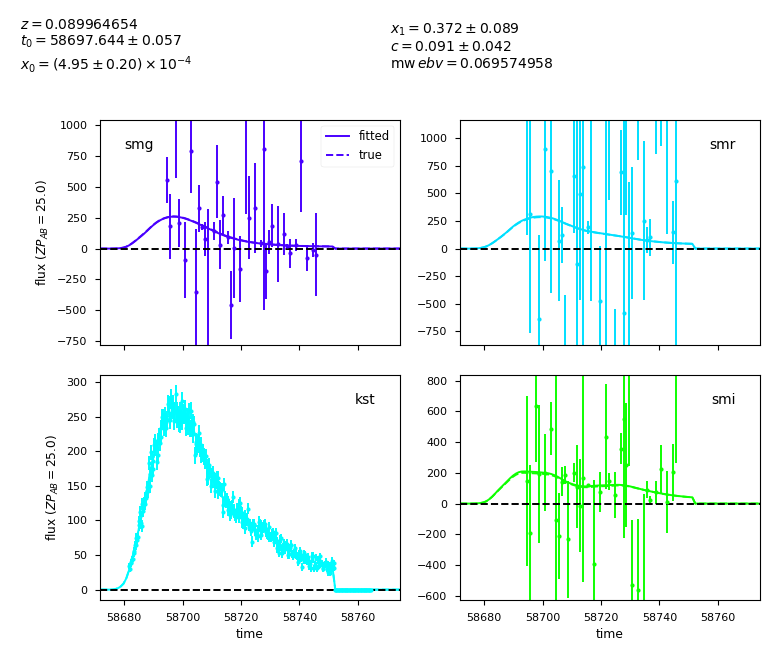 z = 0.089964654
t₀ = 58697.644 ± 0.057
x₀ = (4.95 ± 0.20) × 10⁻⁴
x₁ = 0.372 ± 0.089
c = 0.091 ± 0.042
mw ebv = 0.069574958
smg
fitted
true
1000
750
500
250
0
−250
−500
−750
flux (ZP_AB = 25.0)
smr
1000
750
500
250
0
−250
−500
−750
kst
300
250
200
150
100
50
0
flux (ZP_AB = 25.0)
58680 58700 58720 58740 58760
time
smi
800
600
400
200
0
−200
−400
−600
58680 58700 58720 58740 58760
time